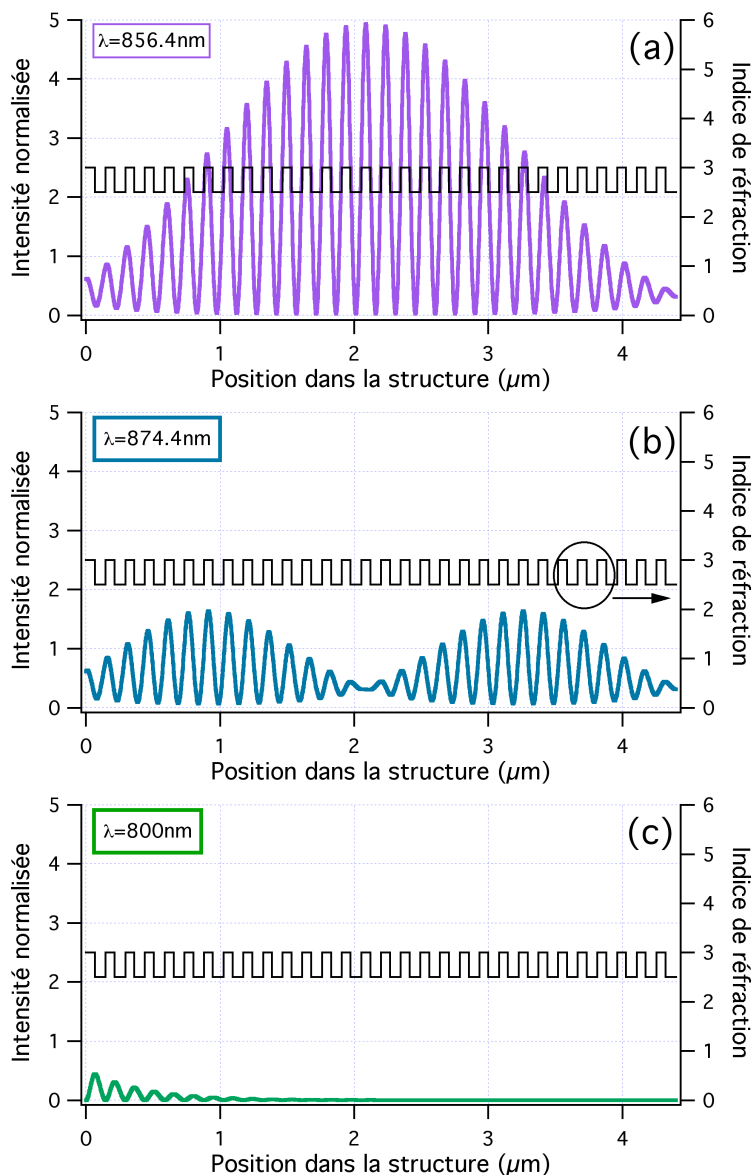 λ=856.4nm
(a)
Intensité normalisée
5
4
3
2
1
0
6
5
4
3
2
1
0
Indice de réfraction
0 1 2 3 4
Position dans la structure (µm)
λ=874.4nm
(b)
Intensité normalisée
5
4
3
2
1
0
6
5
4
3
2
1
0
Indice de réfraction
0 1 2 3 4
Position dans la structure (µm)
λ=800nm
(c)
Intensité normalisée
5
4
3
2
1
0
6
5
4
3
2
1
0
Indice de réfraction
0 1 2 3 4
Position dans la structure (µm)